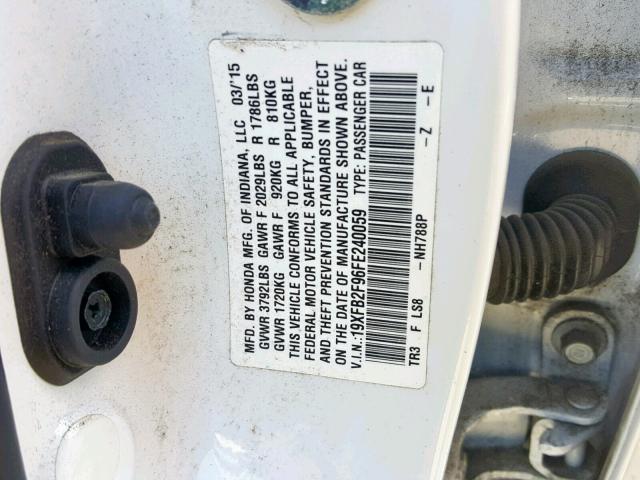 MFD. BY HONDA MFG. OF INDIANA, LLC 03/15
GVWR 3792LBS GAWR F 2029LBS R 1786LBS
GVWR 1720KG GAWR F 920KG R 810KG
THIS VEHICLE CONFORMS TO ALL APPLICABLE
FEDERAL MOTOR VEHICLE SAFETY, BUMPER,
AND THEFT PREVENTION STANDARDS IN EFFECT
ON THE DATE OF MANUFACTURE SHOWN ABOVE.
V.I.N.:19XFB2F96FE240059 TYPE: PASSENGER CAR
TR3 F LS8 -NH788P -Z -E